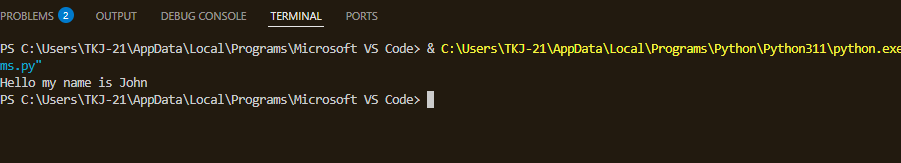 PROBLEMS 2 OUTPUT DEBUG CONSOLE TERMINAL PORTS
PS C:\Users\TKJ-21\AppData\Local\Programs\Microsoft VS Code> & C:\Users\TKJ-21\AppData\Local\Programs\Python\Python311\python.exe
ms.py"
Hello my name is John
PS C:\Users\TKJ-21\AppData\Local\Programs\Microsoft VS Code>